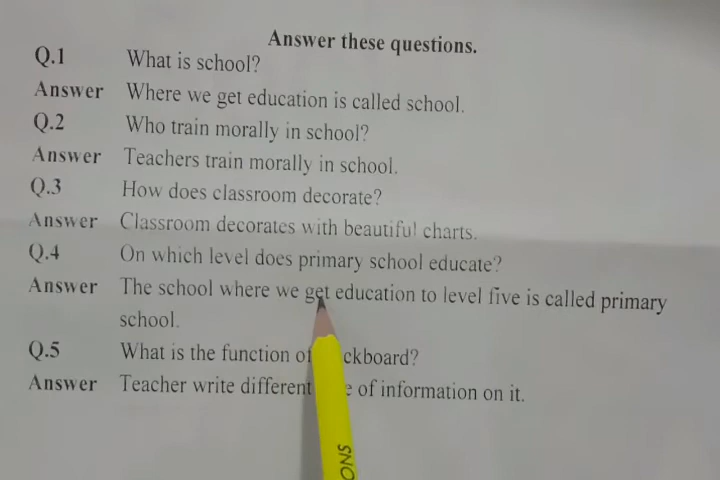 Answer these questions.
Q.1 What is school?
Answer Where we get education is called school.
Q.2 Who train morally in school?
Answer Teachers train morally in school.
Q.3 How does classroom decorate?
Answer Classroom decorates with beautiful charts.
Q.4 On which level does primary school educate?
Answer The school where we get education to level five is called primary
school.
Q.5 What is the function of ckboard?
Answer Teacher write different of information on it.
ONS